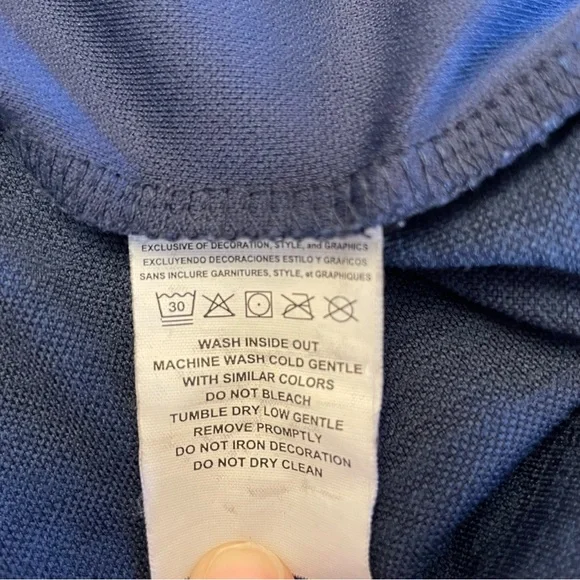 EXCLUSIVE OF DECORATION, STYLE, and GRAPHICS
EXCLUYENDO DECORACIONES ESTILO Y GRAFICOS
SANS INCLURE GARNITURES, STYLE, et GRAPHIQUES
30
WASH INSIDE OUT
MACHINE WASH COLD GENTLE
WITH SIMILAR COLORS
DO NOT BLEACH
TUMBLE DRY LOW GENTLE
REMOVE PROMPTLY
DO NOT IRON DECORATION
DO NOT DRY CLEAN